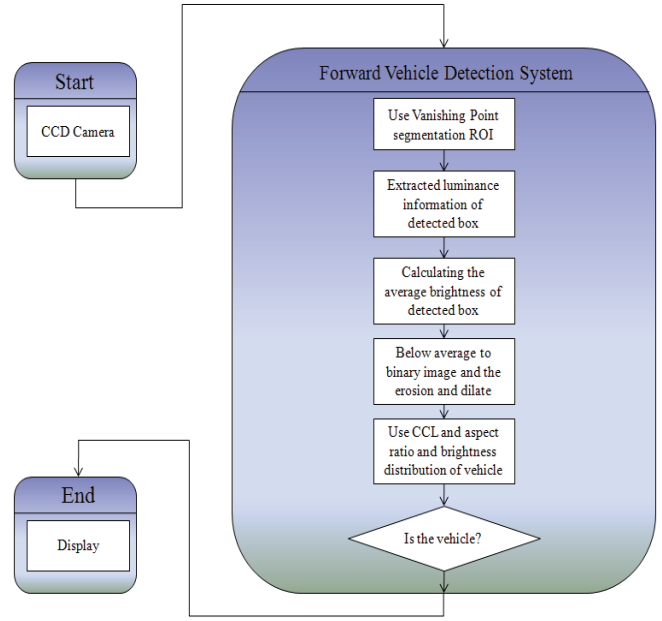 Start
CCD Camera
Forward Vehicle Detection System
Use Vanishing Point
segmentation ROI
Extracted luminance
information of
detected box
Calculating the
average brightness of
detected box
Below average to
binary image and the
erosion and dilate
Use CCL and aspect
ratio and brightness
distribution of vehicle
Is the vehicle?
End
Display